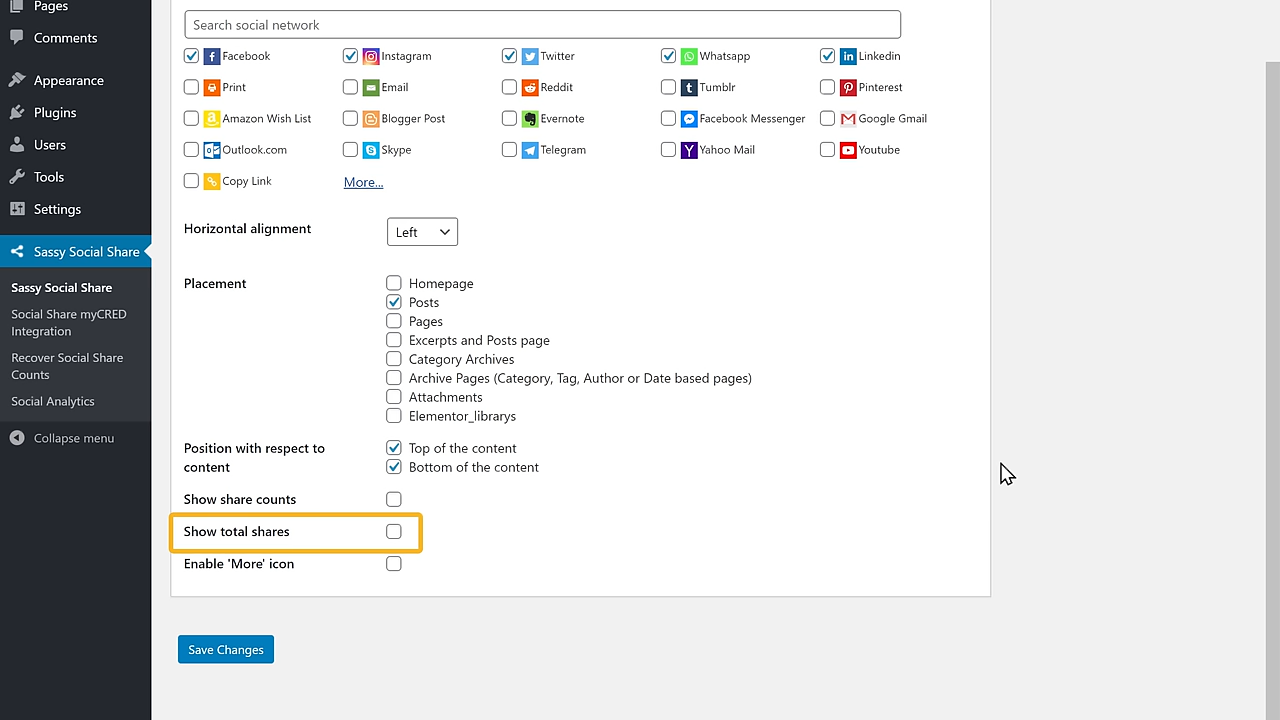 Pages
Comments
Appearance
Plugins
Users
Tools
Settings
Sassy Social Share
Sassy Social Share
Social Share myCRED
Integration
Recover Social Share
Counts
Social Analytics
Collapse menu
Search social network
Facebook Instagram Twitter Whatsapp Linkedin
Print Email Reddit Tumblr Pinterest
Amazon Wish List Blogger Post Evernote Facebook Messenger Google Gmail
Outlook.com Skype Telegram Yahoo Mail Youtube
Copy Link More...
Horizontal alignment Left
Placement Homepage
Posts
Pages
Excerpts and Posts page
Category Archives
Archive Pages (Category, Tag, Author or Date based pages)
Attachments
Elementor_librarys
Position with respect to Top of the content
content Bottom of the content
Show share counts
Show total shares
Enable 'More' icon
Save Changes